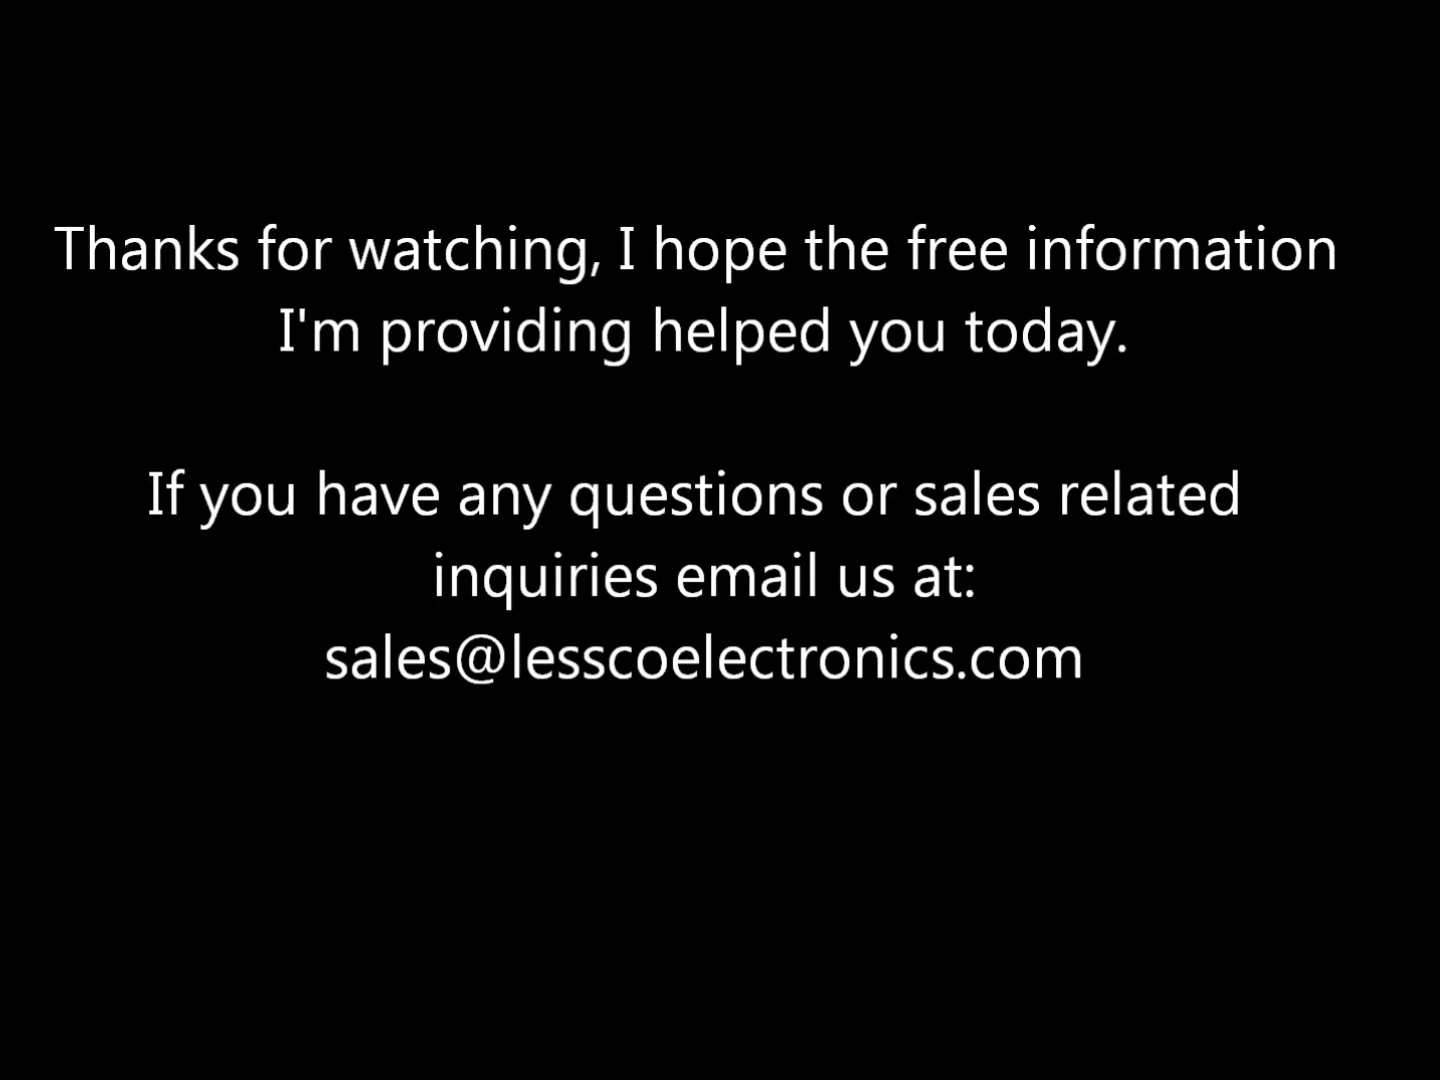 Thanks for watching, I hope the free information
I'm providing helped you today.
If you have any questions or sales related
inquiries email us at:
sales@lesscoelectronics.com